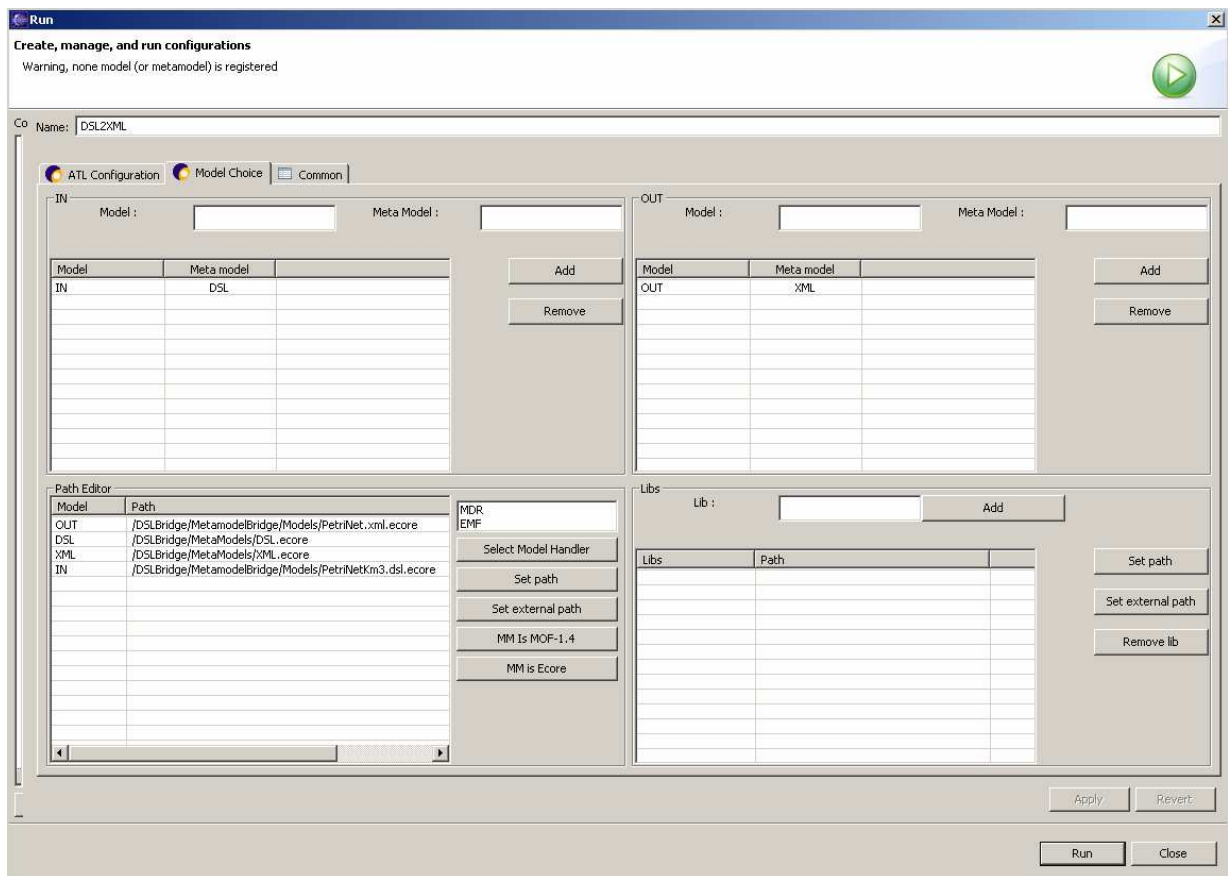 Run
Create, manage, and run configurations
Warning, none model (or metamodel) is registered
Co Name: DSL2XML
ATL Configuration Model Choice Common
IN
Model : Meta Model :
Model Meta model
IN DSL
Add
Remove
OUT
Model : Meta Model :
Model Meta model
OUT XML
Add
Remove
Path Editor
Model Path
OUT /DSLBridge/MetamodelBridge/Models/PetriNet.xml.ecore
DSL /DSLBridge/MetaModels/DSL.ecore
XML /DSLBridge/MetaModels/XML.ecore
IN /DSLBridge/MetamodelBridge/Models/PetriNetKm3.dsl.ecore
MDR
EMF
Select Model Handler
Set path
Set external path
MM Is MOF-1.4
MM is Ecore
Libs
Lib : Add
Libs Path
Set path
Set external path
Remove lib
Apply Revert
Run Close